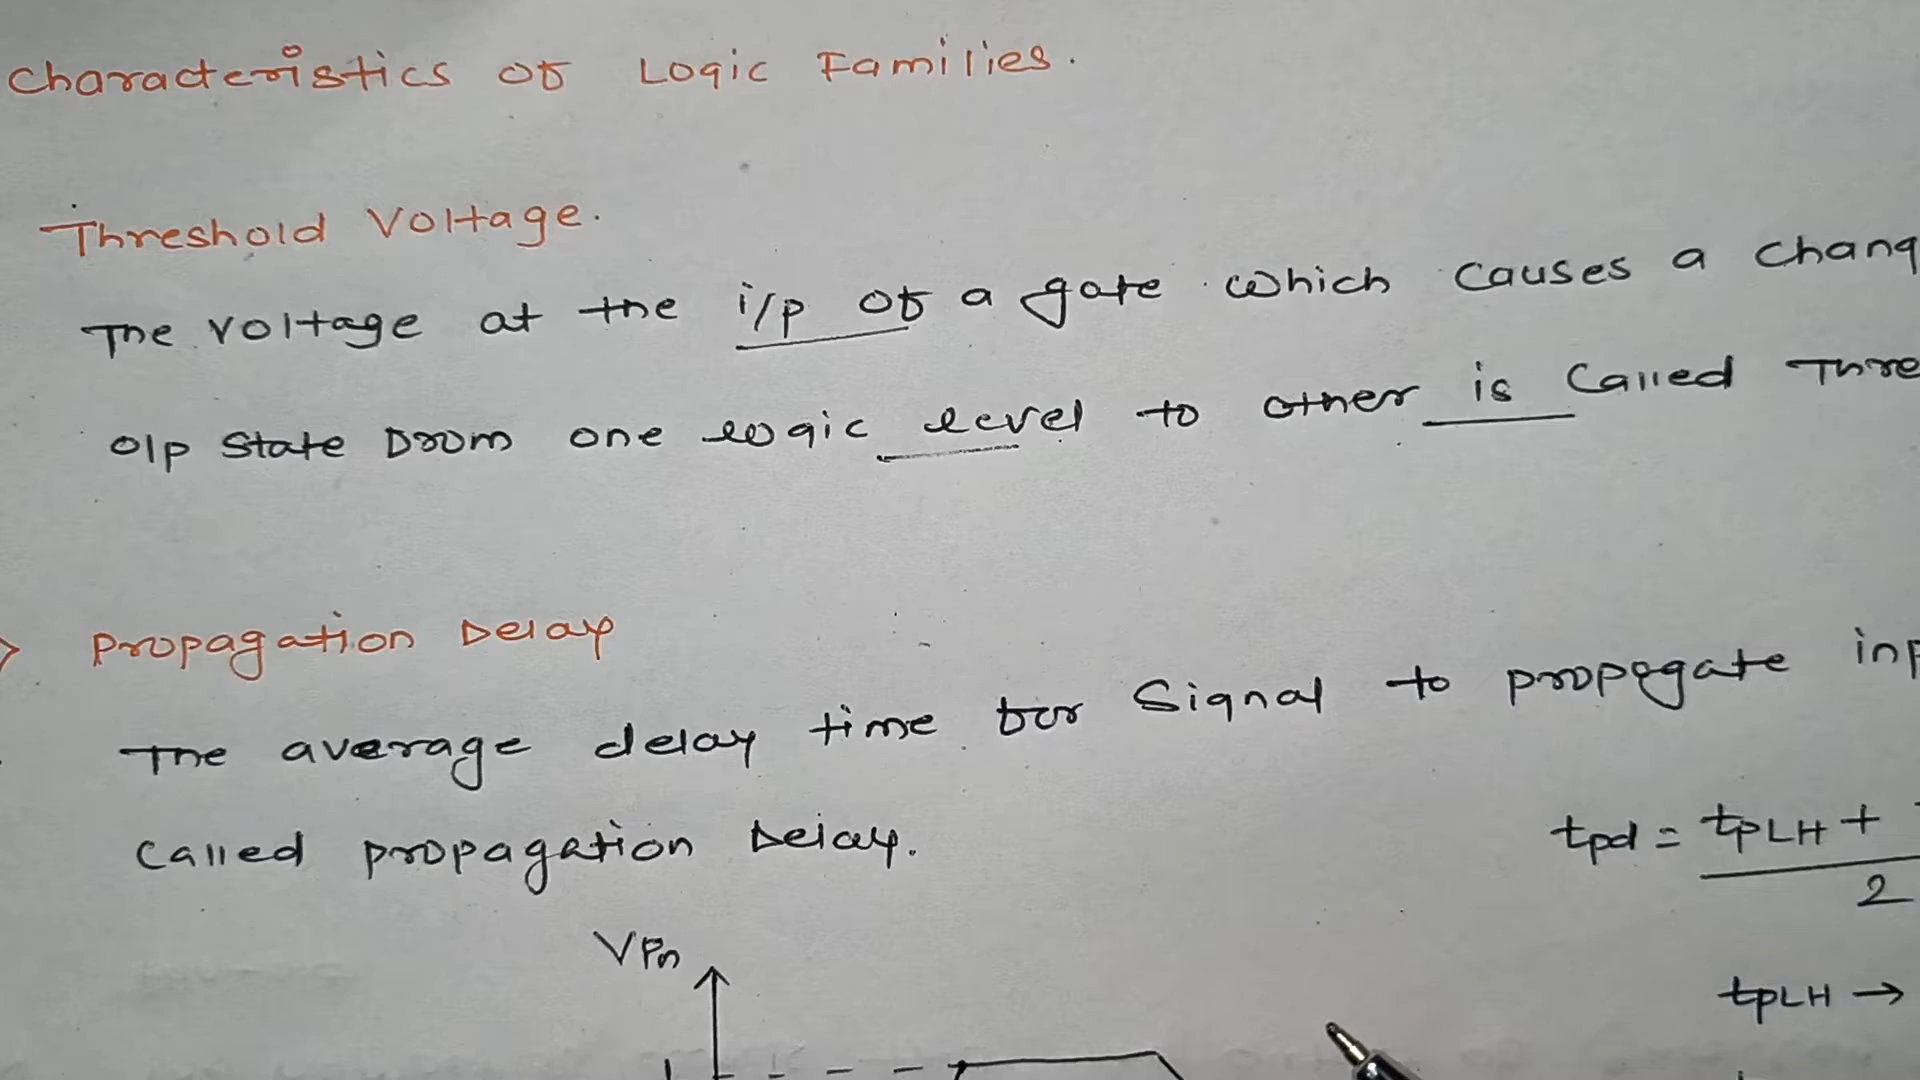 Characteristics of Logic Families.
Threshold Voltage.
The voltage at the i/p of a gate which causes a chang
o/p state from one logic level to other is called Thre
Propagation Delay
The average delay time for signal to propagate inp
called propagation Delay.
tpd = tpLH +
2
Vin
tpLH →